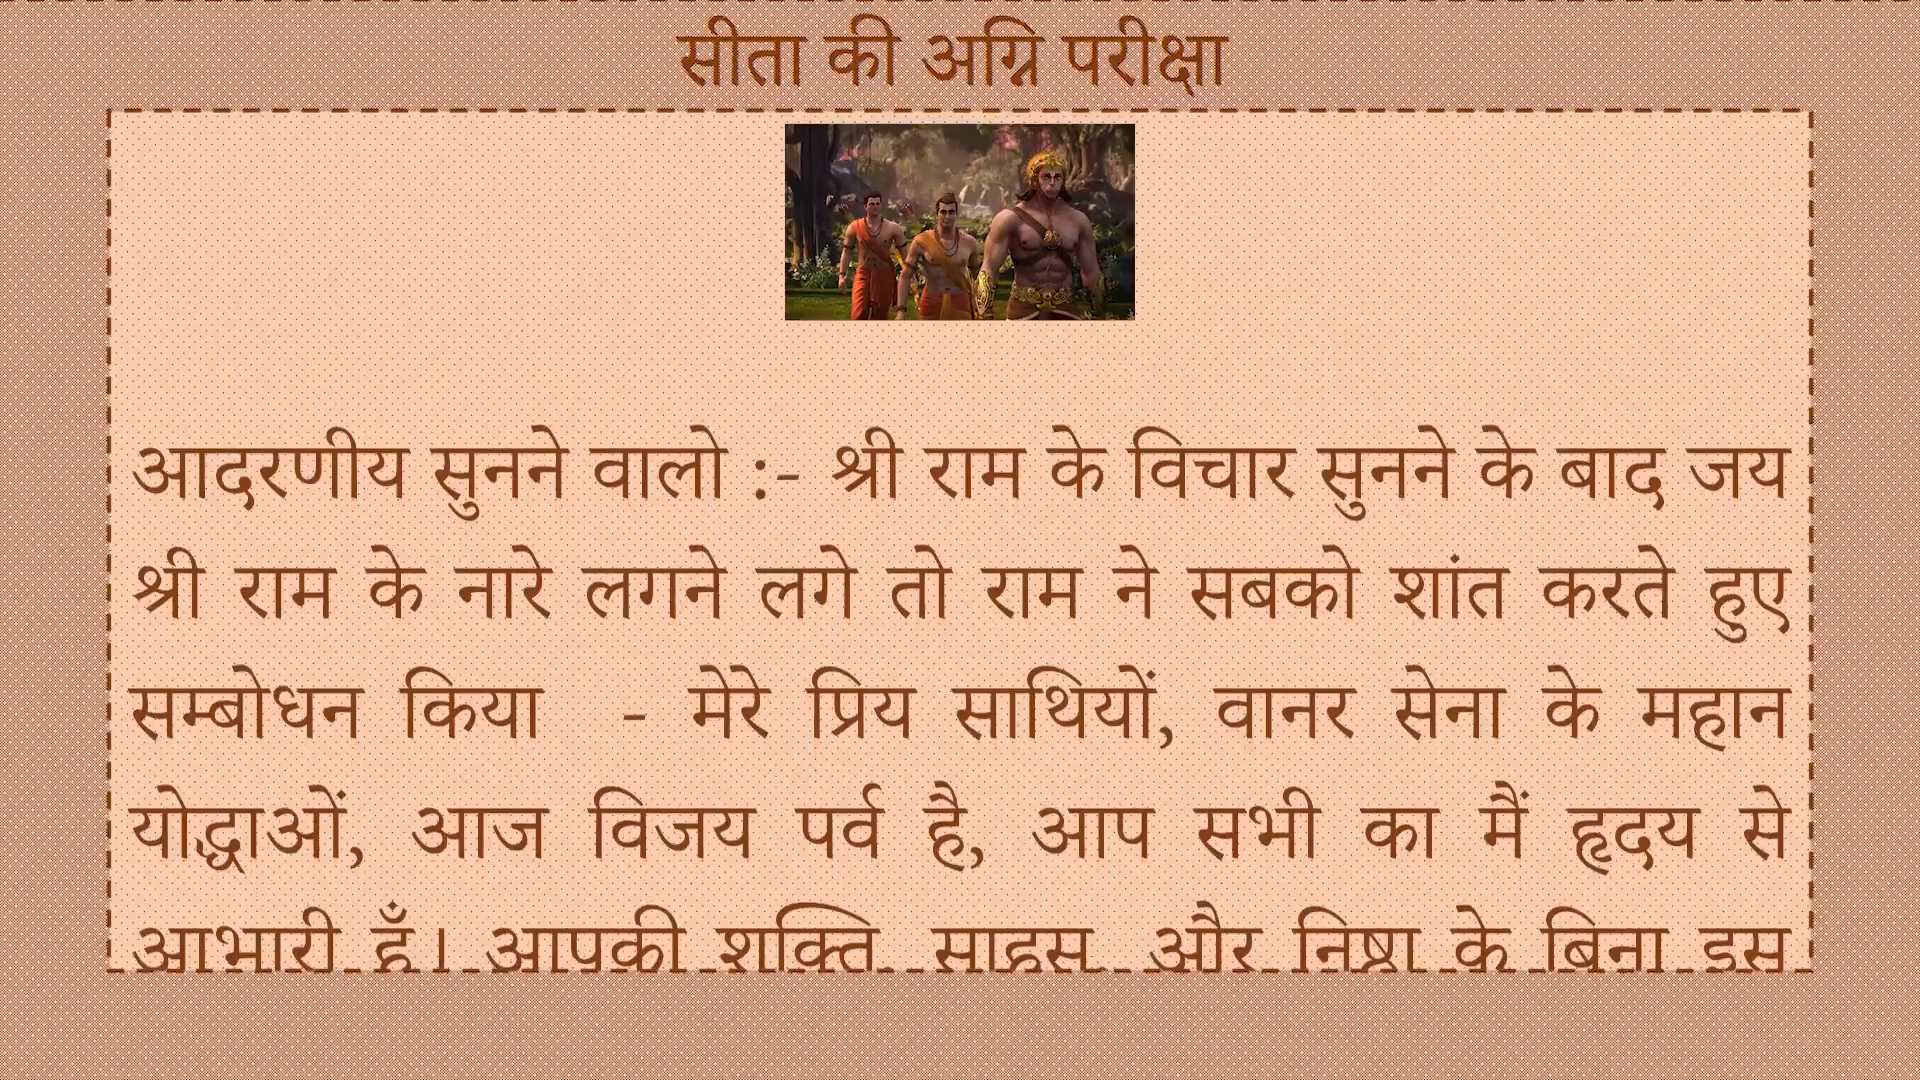 सीता की अग्नि परीक्षा
आदरणीय सुनने वालो :- श्री राम के विचार सुनने के बाद जय
श्री राम के नारे लगने लगे तो राम ने सबको शांत करते हुए
सम्बोधन किया - मेरे प्रिय साथियों, वानर सेना के महान
योद्धाओं, आज विजय पर्व है, आप सभी का मैं हृदय से
आभारी हूँ। आपकी शक्ति, साहस, और निष्ठा के बिना इस